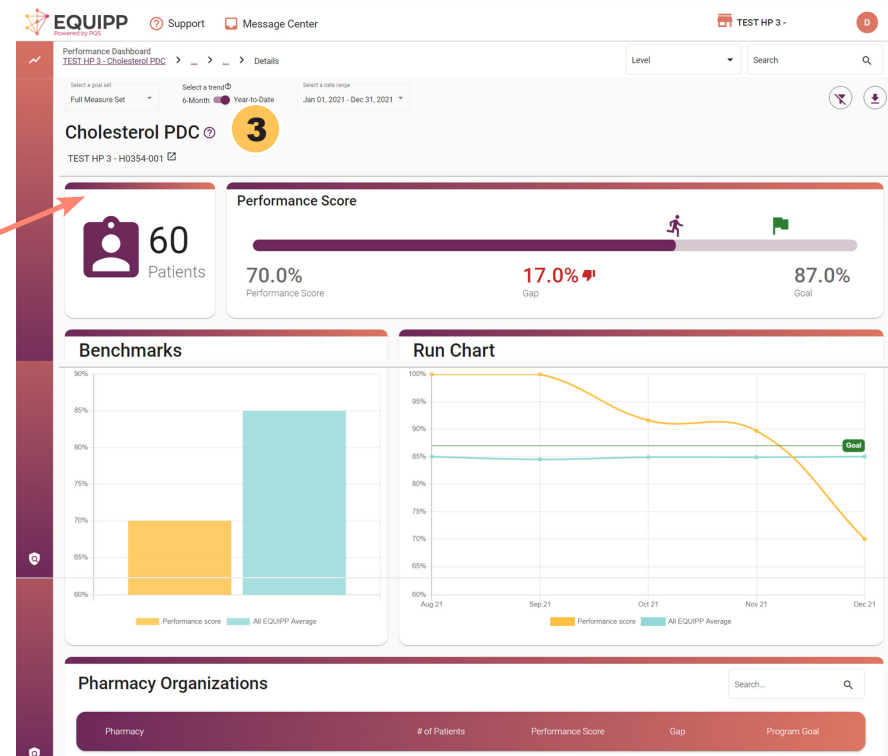 EQUIPP
Powered by PQS
Support
Message Center
TEST HP 3 -
D
Performance Dashboard
TEST HP 3 - Cholesterol PDC > ... > ... > Details
Level
Search
Select a goal set
Full Measure Set
Select a trend
6-Month Year-to-Date
Select a date range
Jan 01, 2021 - Dec 31, 2021
Cholesterol PDC
3
TEST HP 3 - H0354-001
60
Patients
Performance Score
70.0%
Performance Score
17.0%
Gap
87.0%
Goal
Benchmarks
90%
85%
80%
75%
70%
65%
60%
Performance score
All EQUIPP Average
Run Chart
100%
95%
90%
85%
80%
75%
70%
65%
60%
Goal
Aug 21 Sep 21 Oct 21 Nov 21 Dec 21
Performance score
All EQUIPP Average
Pharmacy Organizations
Search...
Pharmacy # of Patients Performance Score Gap Program Goal